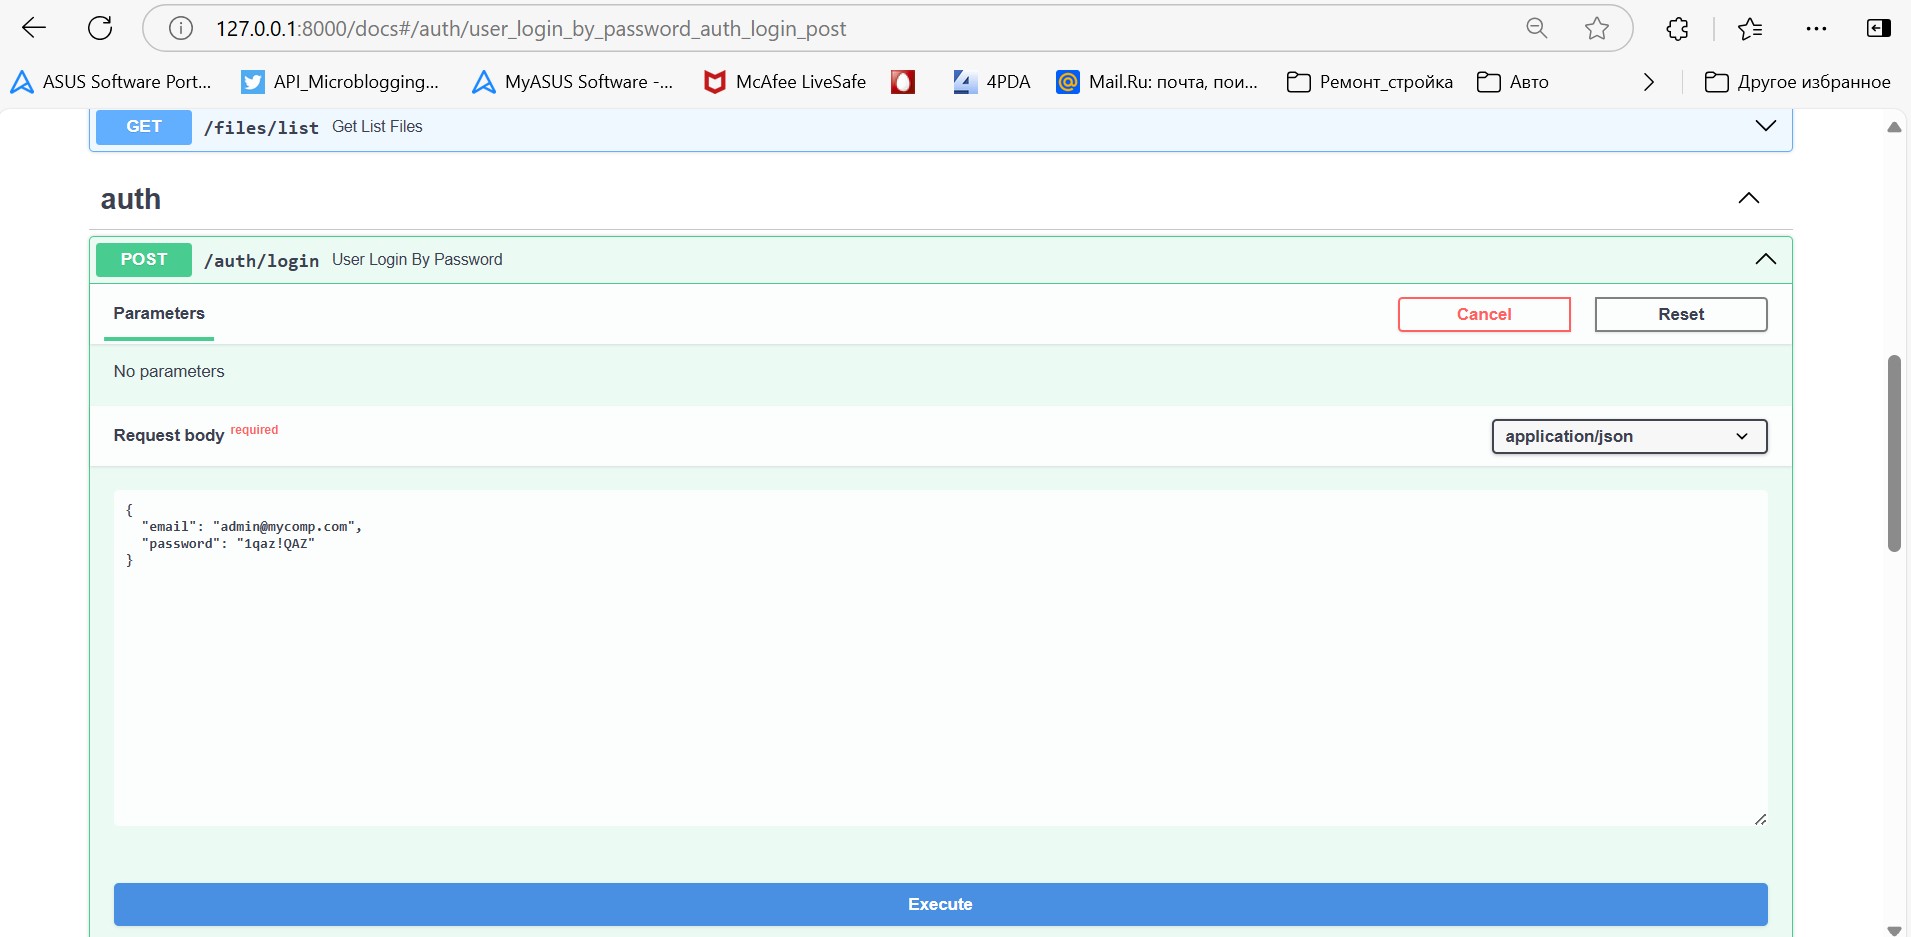 127.0.0.1:8000/docs#/auth/user_login_by_password_auth_login_post
ASUS Software Port... API_Microblogging... MyASUS Software -... McAfee LiveSafe 4PDA Mail.Ru: почта, пои... Ремонт_стройка Авто Другое избранное
GET /files/list Get List Files
auth
POST /auth/login User Login By Password
Parameters Cancel Reset
No parameters
Request body required application/json
{
"email": "admin@mycomp.com",
"password": "1qaz!QAZ"
}
Execute